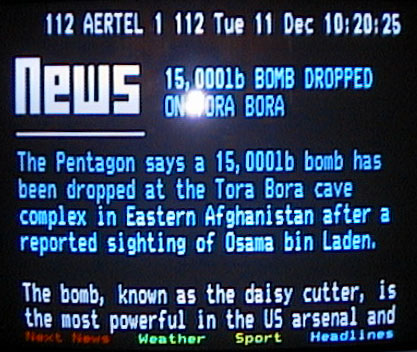 112 AERTEL 1 112 Tue 11 Dec 10:20:25
News
15,000lb BOMB DROPPED
ON TORA BORA
The Pentagon says a 15,000lb bomb has
been dropped at the Tora Bora cave
complex in Eastern Afghanistan after a
reported sighting of Osama bin Laden.
The bomb, known as the daisy cutter, is
the most powerful in the US arsenal and
Next News Weather Sport Headlines